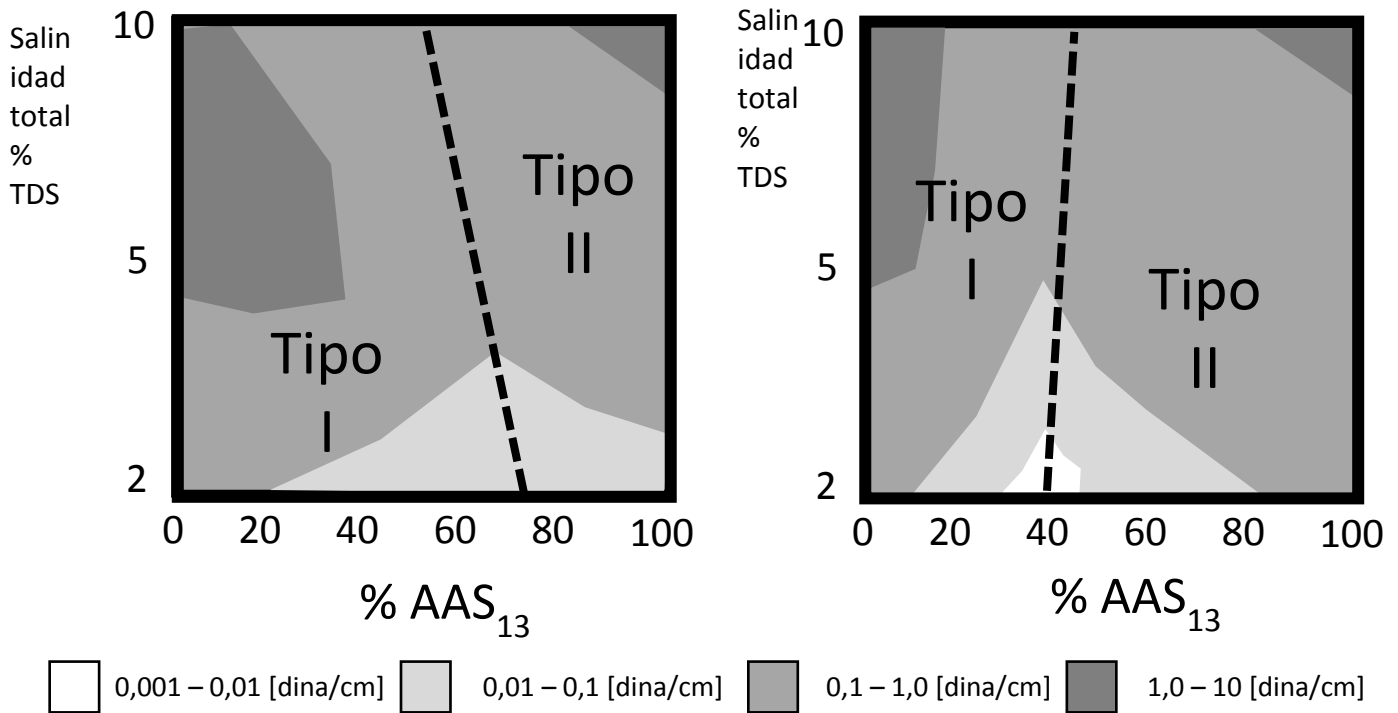 Salin
idad
total
%
TDS
10
5
2
0 20 40 60 80 100
% AAS13
Tipo
I
Tipo
II
Salin
idad
total
%
TDS
10
5
2
0 20 40 60 80 100
% AAS13
Tipo
I
Tipo
II
0,001 – 0,01 [dina/cm]
0,01 – 0,1 [dina/cm]
0,1 – 1,0 [dina/cm]
1,0 – 10 [dina/cm]